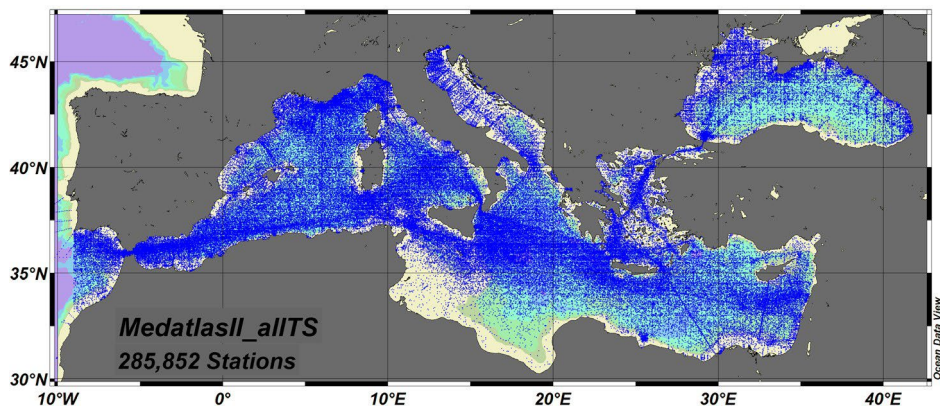 45°N
40°N
35°N
30°N
MedatlasII_allTS
285,852 Stations
10°W
0°E
10°E
20°E
30°E
40°E
Ocean Data View